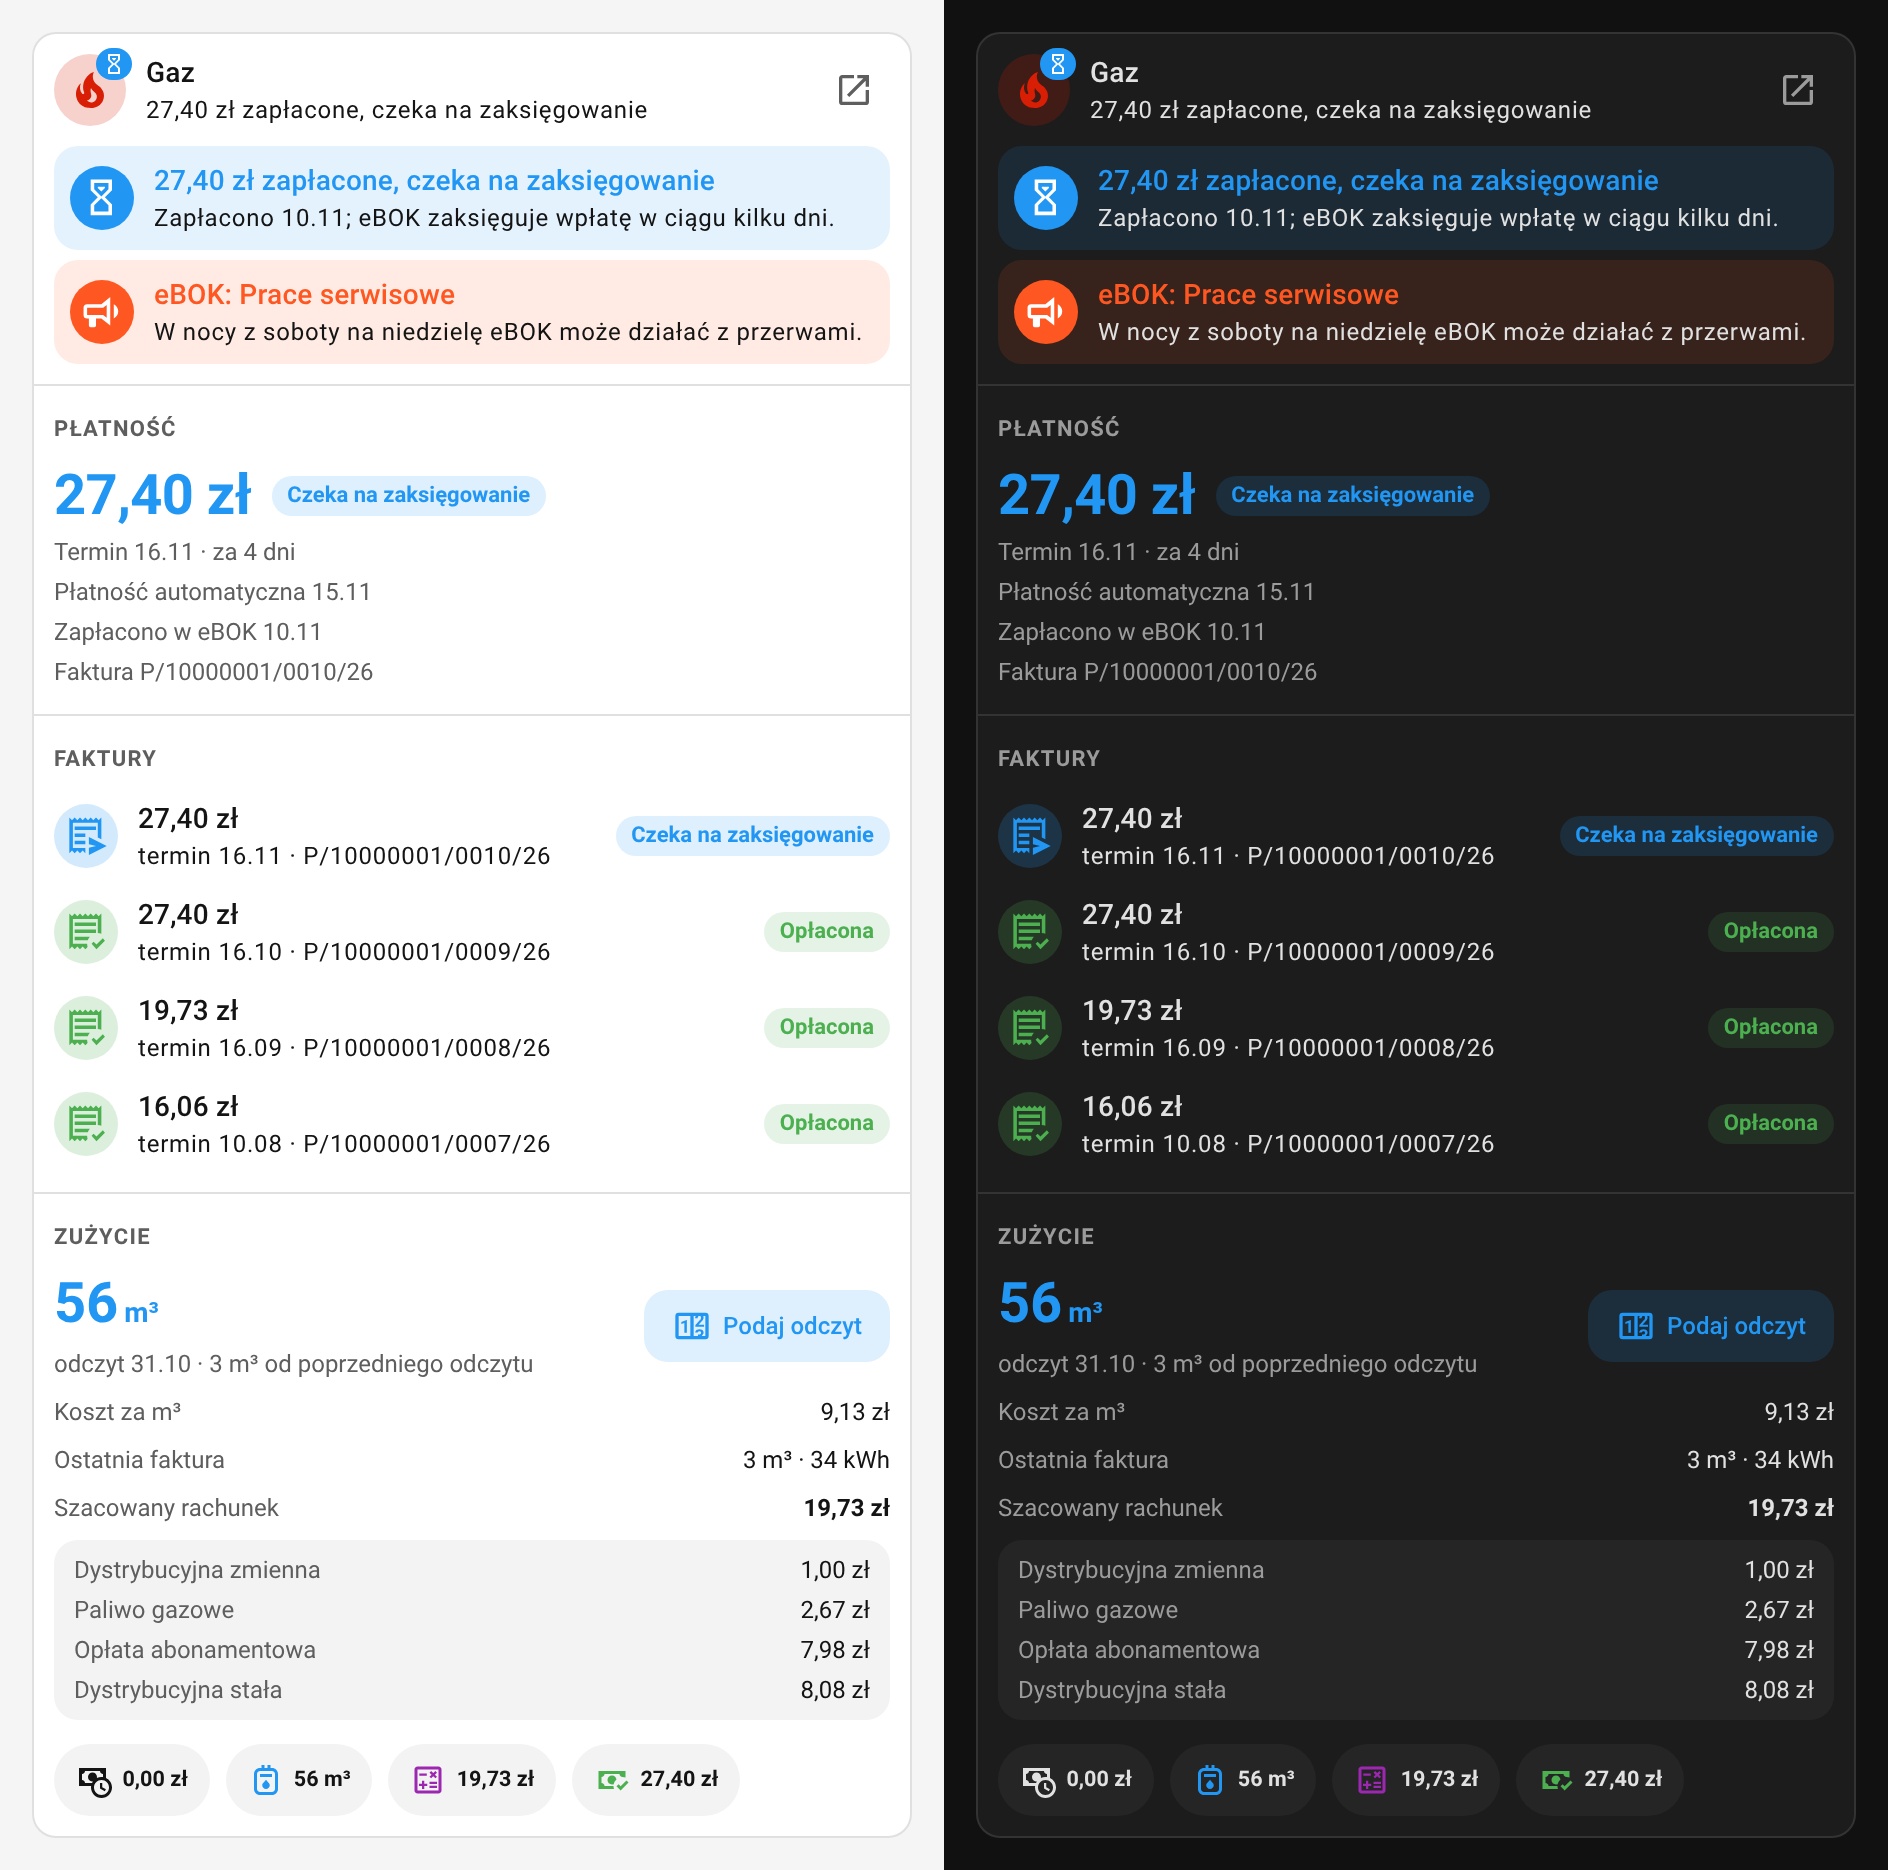 Gaz
27,40 zł zapłacone, czeka na zaksięgowanie
27,40 zł zapłacone, czeka na zaksięgowanie
Zapłacono 10.11; eBOK zaksięguje wpłatę w ciągu kilku dni.
eBOK: Prace serwisowe
W nocy z soboty na niedzielę eBOK może działać z przerwami.
PŁATNOŚĆ
27,40 zł Czeka na zaksięgowanie
Termin 16.11 · za 4 dni
Płatność automatyczna 15.11
Zapłacono w eBOK 10.11
Faktura P/10000001/0010/26
FAKTURY
27,40 zł
termin 16.11 · P/10000001/0010/26
Czeka na zaksięgowanie
27,40 zł
termin 16.10 · P/10000001/0009/26
Opłacona
19,73 zł
termin 16.09 · P/10000001/0008/26
Opłacona
16,06 zł
termin 10.08 · P/10000001/0007/26
Opłacona
ZUŻYCIE
56 m³
Podaj odczyt
odczyt 31.10 · 3 m³ od poprzedniego odczytu
Koszt za m³ 9,13 zł
Ostatnia faktura 3 m³ · 34 kWh
Szacowany rachunek 19,73 zł
Dystrybucyjna zmienna 1,00 zł
Paliwo gazowe 2,67 zł
Opłata abonamentowa 7,98 zł
Dystrybucyjna stała 8,08 zł
0,00 zł 56 m³ 19,73 zł 27,40 zł
Gaz
27,40 zł zapłacone, czeka na zaksięgowanie
27,40 zł zapłacone, czeka na zaksięgowanie
Zapłacono 10.11; eBOK zaksięguje wpłatę w ciągu kilku dni.
eBOK: Prace serwisowe
W nocy z soboty na niedzielę eBOK może działać z przerwami.
PŁATNOŚĆ
27,40 zł Czeka na zaksięgowanie
Termin 16.11 · za 4 dni
Płatność automatyczna 15.11
Zapłacono w eBOK 10.11
Faktura P/10000001/0010/26
FAKTURY
27,40 zł
termin 16.11 · P/10000001/0010/26
Czeka na zaksięgowanie
27,40 zł
termin 16.10 · P/10000001/0009/26
Opłacona
19,73 zł
termin 16.09 · P/10000001/0008/26
Opłacona
16,06 zł
termin 10.08 · P/10000001/0007/26
Opłacona
ZUŻYCIE
56 m³
Podaj odczyt
odczyt 31.10 · 3 m³ od poprzedniego odczytu
Koszt za m³ 9,13 zł
Ostatnia faktura 3 m³ · 34 kWh
Szacowany rachunek 19,73 zł
Dystrybucyjna zmienna 1,00 zł
Paliwo gazowe 2,67 zł
Opłata abonamentowa 7,98 zł
Dystrybucyjna stała 8,08 zł
0,00 zł 56 m³ 19,73 zł 27,40 zł